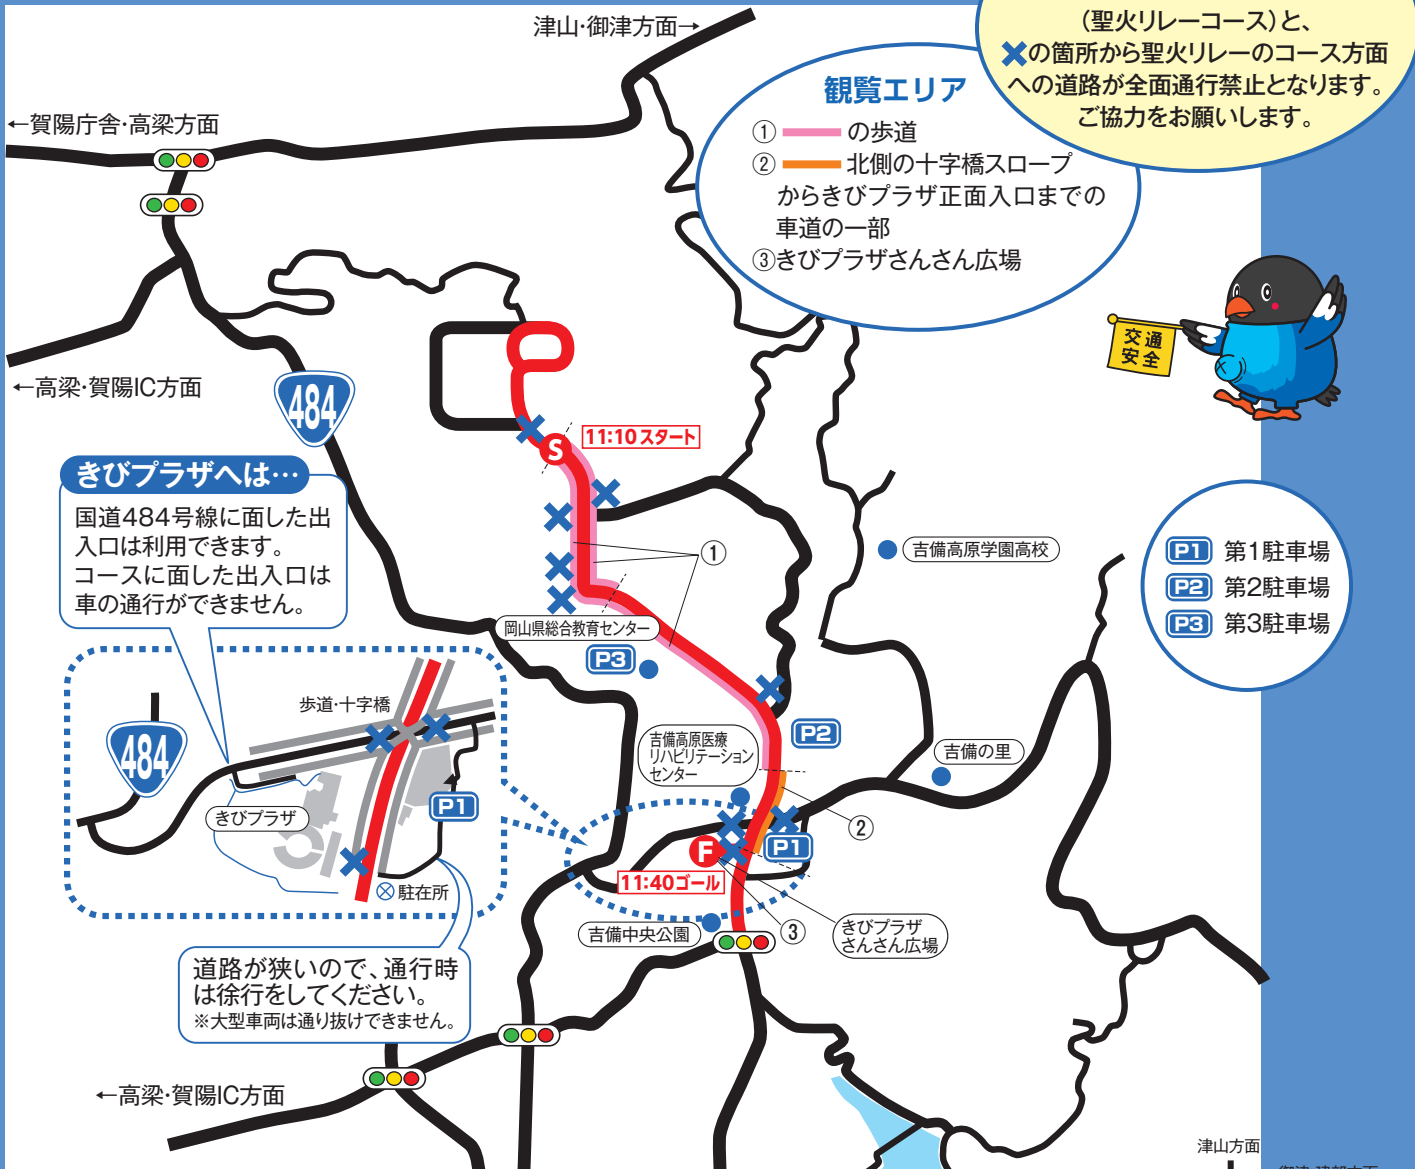 津山・御津方面→
(聖火リレーコース)と、
✖の箇所から聖火リレーのコース方面
への道路が全面通行禁止となります。
ご協力をお願いします。
観覧エリア
① の歩道
② 北側の十字橋スロープ
からきびプラザ正面入口までの
車道の一部
③きびプラザさんさん広場
←賀陽庁舎・高梁方面
交通
安全
←高梁・賀陽IC方面
484
S
11:10スタート
きびプラザへは…
国道484号線に面した出
入口は利用できます。
コースに面した出入口は
車の通行ができません。
①
吉備高原学園高校
P1 第1駐車場
P2 第2駐車場
P3 第3駐車場
岡山県総合教育センター
P3
歩道・十字橋
484
P1
きびプラザ
駐在所
吉備高原医療
リハビリテーション
センター
P2
吉備の里
②
P1
F
11:40ゴール
吉備中央公園
③
きびプラザ
さんさん広場
道路が狭いので、通行時
は徐行をしてください。
※大型車両は通り抜けできません。
←高梁・賀陽IC方面
津山方面